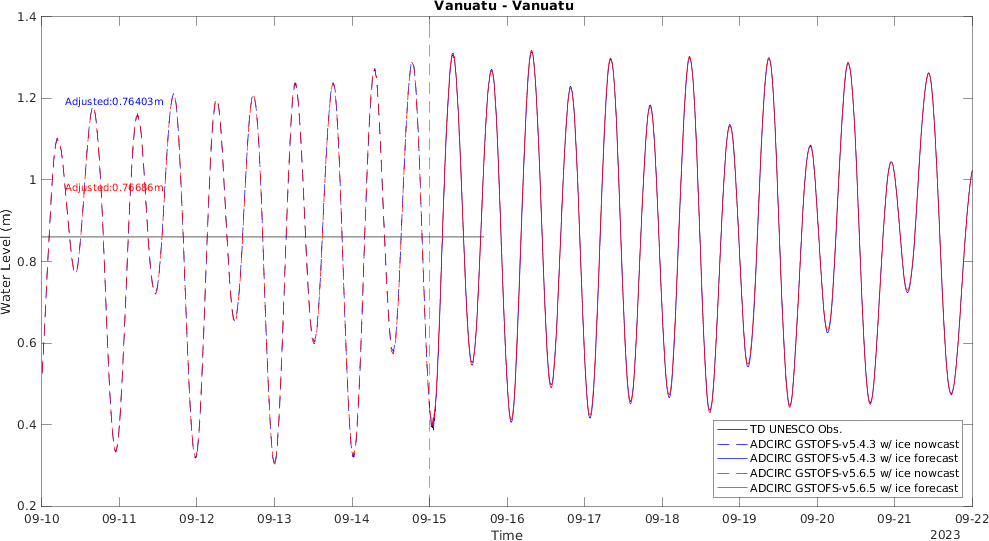 Vanuatu - Vanuatu
Water Level (m)
1.4
1.2
1
0.8
0.6
0.4
0.2
Adjusted:0.76403m
Adjusted:0.76686m
TD UNESCO Obs.
ADCIRC GSTOFS-v5.4.3 w/ ice nowcast
ADCIRC GSTOFS-v5.4.3 w/ ice forecast
ADCIRC GSTOFS-v5.6.5 w/ ice nowcast
ADCIRC GSTOFS-v5.6.5 w/ ice forecast
09-10 09-11 09-12 09-13 09-14 09-15 09-16 09-17 09-18 09-19 09-20 09-21 09-22
Time
2023